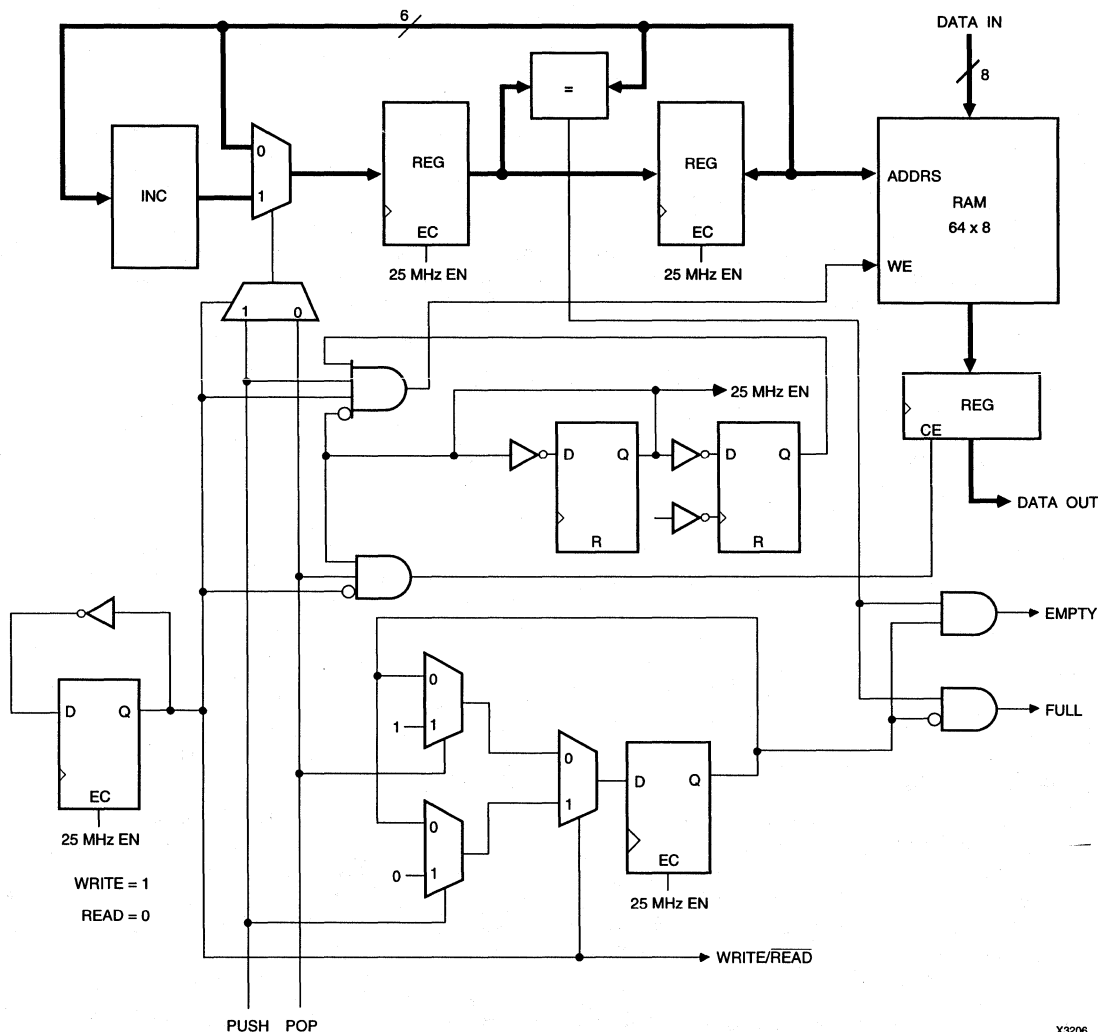 6
DATA IN
8
=
0
1
INC
REG
EC
25 MHz EN
REG
EC
25 MHz EN
ADDRS
RAM
64 x 8
WE
1 0
25 MHz EN
REG
CE
D Q
R
D Q
R
DATA OUT
EMPTY
FULL
D Q
EC
25 MHz EN
WRITE = 1
READ = 0
0
1 1
0
0 1
0
1
D Q
EC
25 MHz EN
WRITE/READ
PUSH POP
X3206